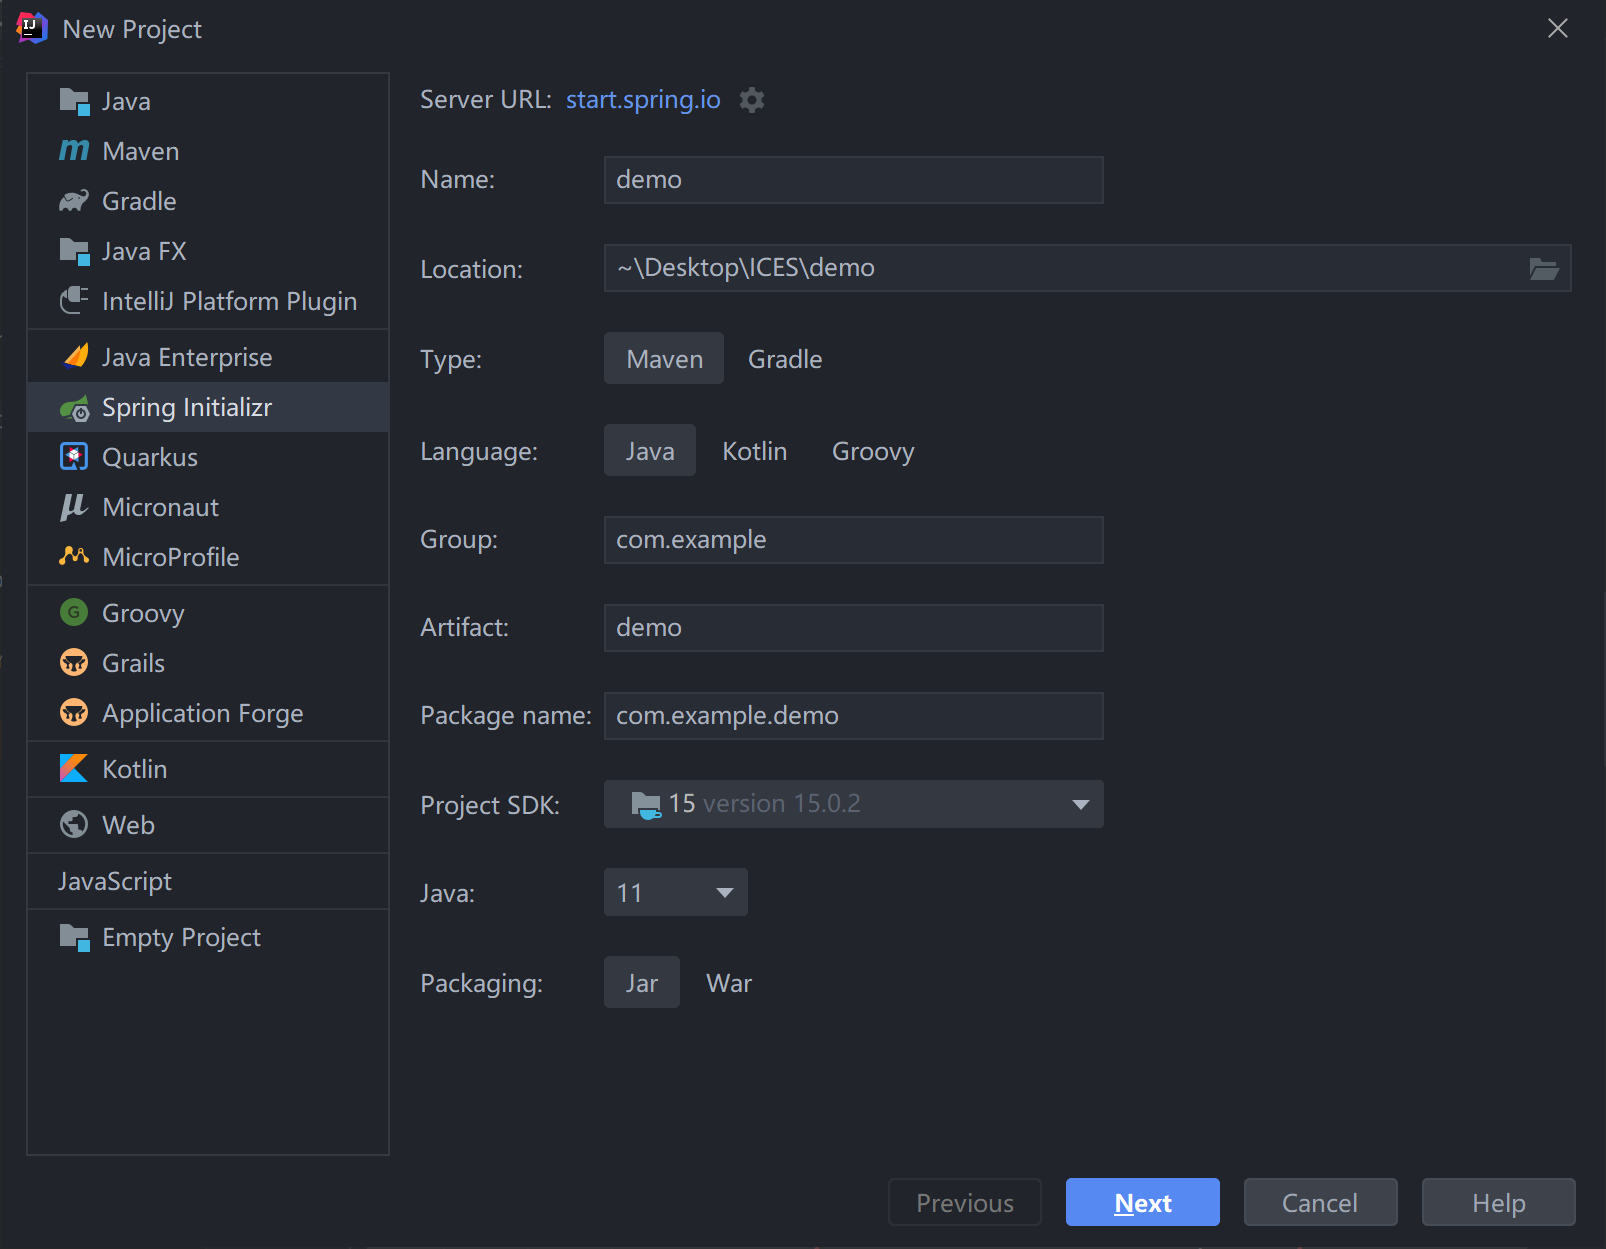 New Project
Java
Maven
Gradle
Java FX
IntelliJ Platform Plugin
Java Enterprise
Spring Initializr
Quarkus
Micronaut
MicroProfile
Groovy
Grails
Application Forge
Kotlin
Web
JavaScript
Empty Project
Server URL: start.spring.io
Name: demo
Location: ~\Desktop\ICES\demo
Type: Maven Gradle
Language: Java Kotlin Groovy
Group: com.example
Artifact: demo
Package name: com.example.demo
Project SDK: 15 version 15.0.2
Java: 11
Packaging: Jar War
Previous Next Cancel Help